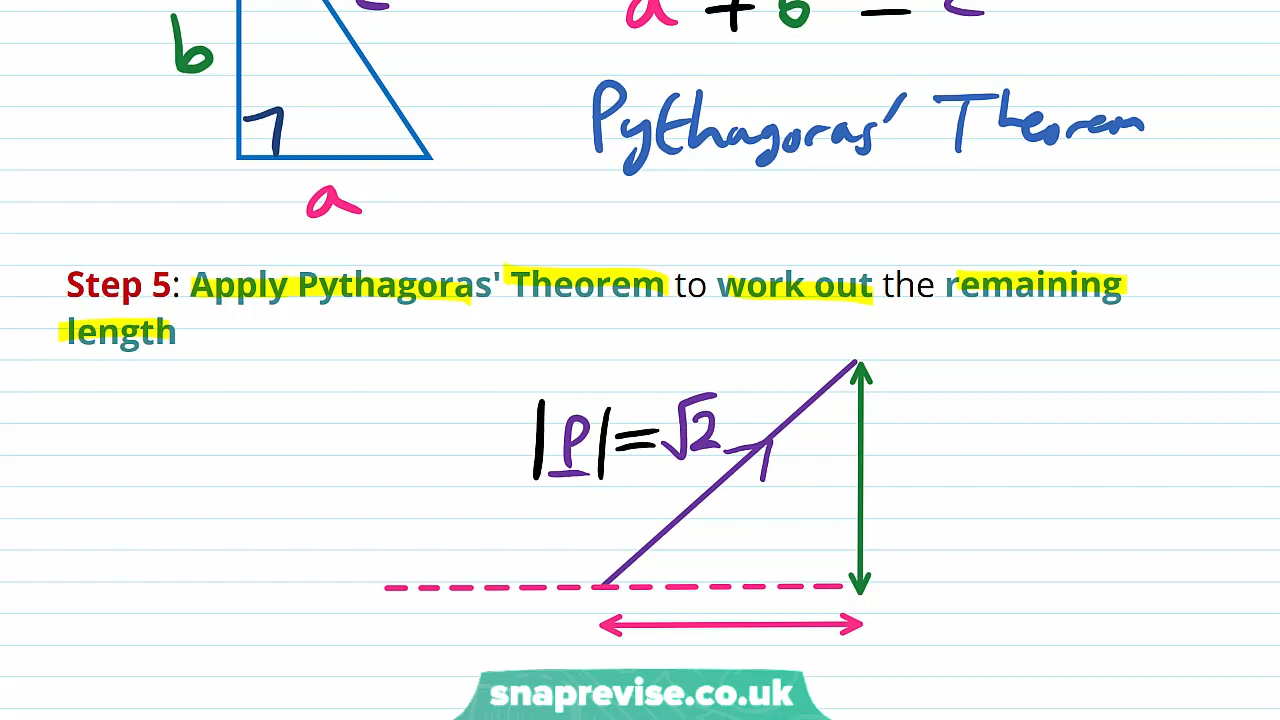 b
a + b = c
Pythagoras' Theorem
a
Step 5: Apply Pythagoras' Theorem to work out the remaining
length
|p| = √2
snaprevise.co.uk